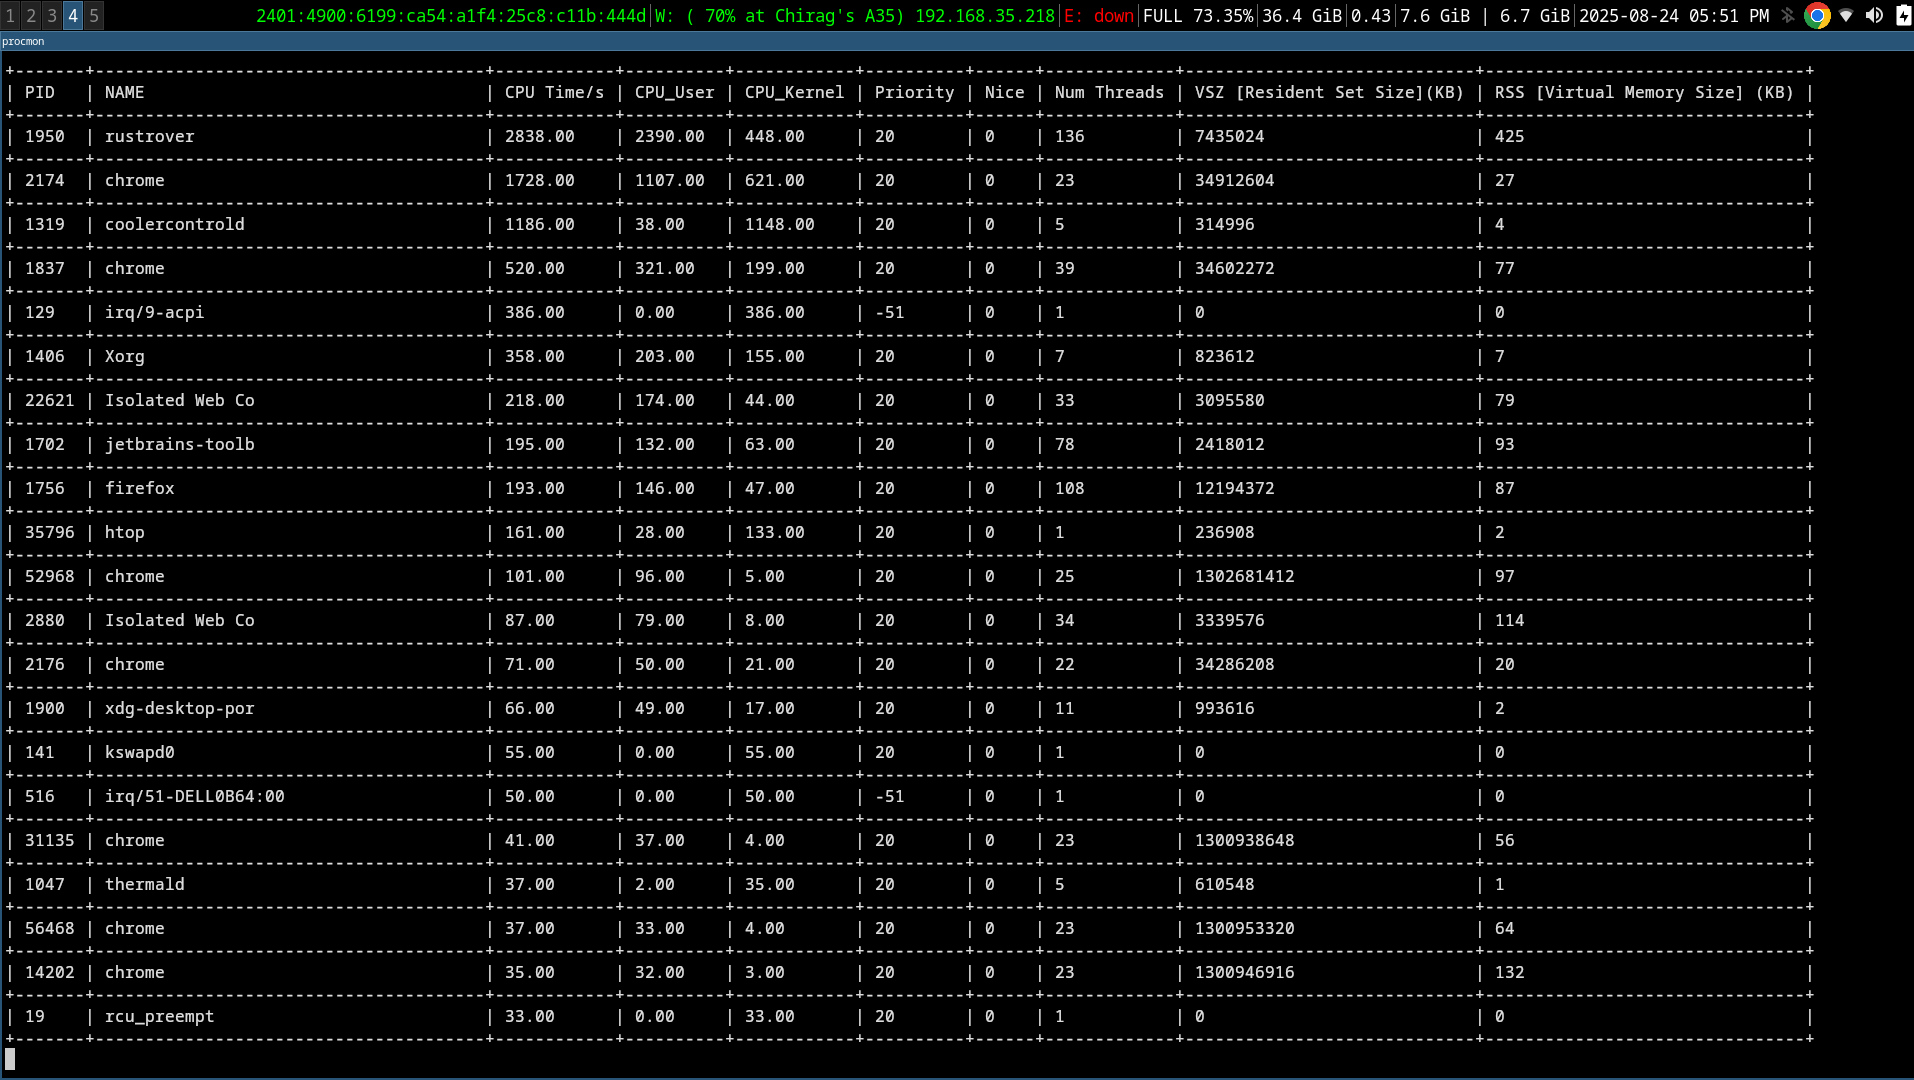 1 2 3 4 5 2401:4900:6199:ca54:a1f4:25c8:c11b:444d|W: ( 70% at Chirag's A35) 192.168.35.218|E: down|FULL 73.35%|36.4 GiB|0.43|7.6 GiB | 6.7 GiB|2025-08-24 05:51 PM
procmon
| PID | NAME | CPU Time/s | CPU_User | CPU_Kernel | Priority | Nice | Num Threads | VSZ [Resident Set Size](KB) | RSS [Virtual Memory Size] (KB) |
| 1950 | rustrover | 2838.00 | 2390.00 | 448.00 | 20 | 0 | 136 | 7435024 | 425 |
| 2174 | chrome | 1728.00 | 1107.00 | 621.00 | 20 | 0 | 23 | 34912604 | 27 |
| 1319 | coolercontrold | 1186.00 | 38.00 | 1148.00 | 20 | 0 | 5 | 314996 | 4 |
| 1837 | chrome | 520.00 | 321.00 | 199.00 | 20 | 0 | 39 | 34602272 | 77 |
| 129 | irq/9-acpi | 386.00 | 0.00 | 386.00 | -51 | 0 | 1 | 0 | 0 |
| 1406 | Xorg | 358.00 | 203.00 | 155.00 | 20 | 0 | 7 | 823612 | 7 |
| 22621 | Isolated Web Co | 218.00 | 174.00 | 44.00 | 20 | 0 | 33 | 3095580 | 79 |
| 1702 | jetbrains-toolb | 195.00 | 132.00 | 63.00 | 20 | 0 | 78 | 2418012 | 93 |
| 1756 | firefox | 193.00 | 146.00 | 47.00 | 20 | 0 | 108 | 12194372 | 87 |
| 35796 | htop | 161.00 | 28.00 | 133.00 | 20 | 0 | 1 | 236908 | 2 |
| 52968 | chrome | 101.00 | 96.00 | 5.00 | 20 | 0 | 25 | 1302681412 | 97 |
| 2880 | Isolated Web Co | 87.00 | 79.00 | 8.00 | 20 | 0 | 34 | 3339576 | 114 |
| 2176 | chrome | 71.00 | 50.00 | 21.00 | 20 | 0 | 22 | 34286208 | 20 |
| 1900 | xdg-desktop-por | 66.00 | 49.00 | 17.00 | 20 | 0 | 11 | 993616 | 2 |
| 141 | kswapd0 | 55.00 | 0.00 | 55.00 | 20 | 0 | 1 | 0 | 0 |
| 516 | irq/51-DELL0B64:00 | 50.00 | 0.00 | 50.00 | -51 | 0 | 1 | 0 | 0 |
| 31135 | chrome | 41.00 | 37.00 | 4.00 | 20 | 0 | 23 | 1300938648 | 56 |
| 1047 | thermald | 37.00 | 2.00 | 35.00 | 20 | 0 | 5 | 610548 | 1 |
| 56468 | chrome | 37.00 | 33.00 | 4.00 | 20 | 0 | 23 | 1300953320 | 64 |
| 14202 | chrome | 35.00 | 32.00 | 3.00 | 20 | 0 | 23 | 1300946916 | 132 |
| 19 | rcu_preempt | 33.00 | 0.00 | 33.00 | 20 | 0 | 1 | 0 | 0 |